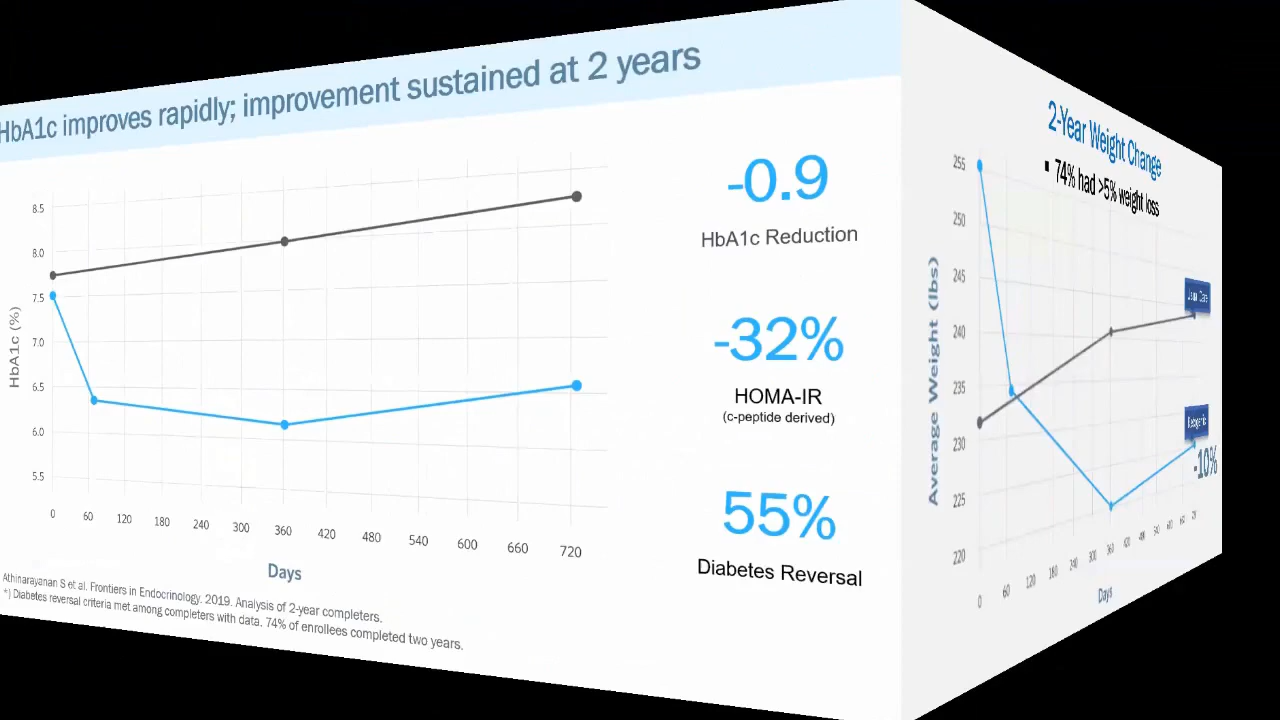 HbA1c improves rapidly; improvement sustained at 2 years
8.5
8.0
7.5
7.0
6.5
6.0
5.5
HbA1c (%)
0 60 120 180 240 300 360 420 480 540 600 660 720
Days
-0.9
HbA1c Reduction
-32%
HOMA-IR
(c-peptide derived)
55%
Diabetes Reversal
Athinarayanan S et al. Frontiers in Endocrinology. 2019. Analysis of 2-year completers.
*) Diabetes reversal criteria met among completers with data. 74% of enrollees completed two years.
2-Year Weight Change
▪ 74% had >5% weight loss
255
250
245
240
235
230
225
220
Average Weight (lbs)
Ketogenic
-10%
0 60 120 180 240 300 360 420
Days